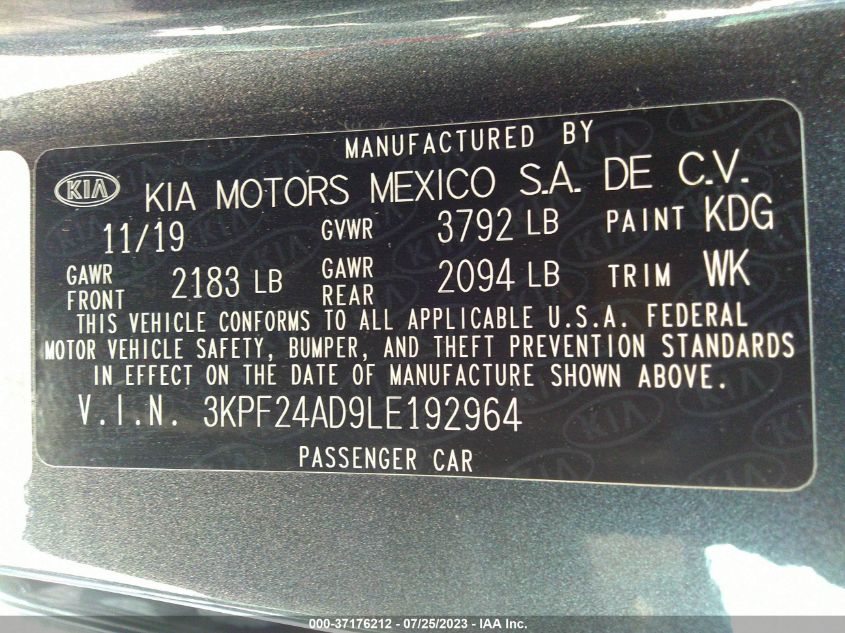 MANUFACTURED BY
KIA KIA MOTORS MEXICO S.A. DE C.V.
11/19 GVWR 3792 LB PAINT KDG
GAWR FRONT 2183 LB GAWR REAR 2094 LB TRIM WK
THIS VEHICLE CONFORMS TO ALL APPLICABLE U.S.A. FEDERAL
MOTOR VEHICLE SAFETY, BUMPER, AND THEFT PREVENTION STANDARDS
IN EFFECT ON THE DATE OF MANUFACTURE SHOWN ABOVE.
V.I.N. 3KPF24AD9LE192964
PASSENGER CAR
000-37176212 - 07/25/2023 - IAA Inc.